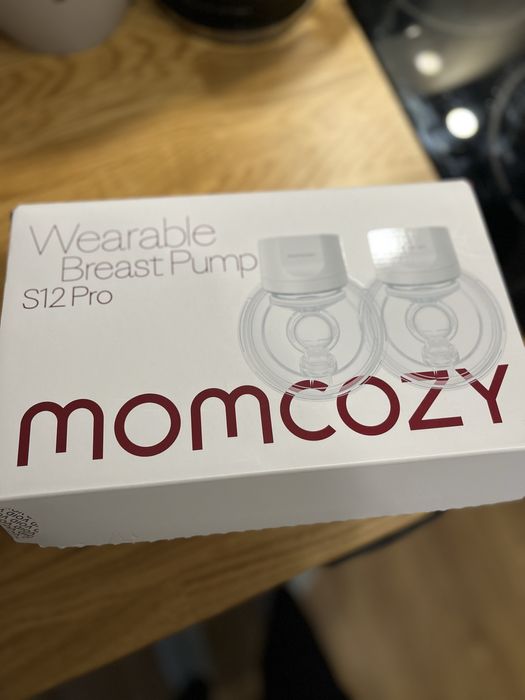 Wearable
Breast Pump
S12 Pro
momcozy